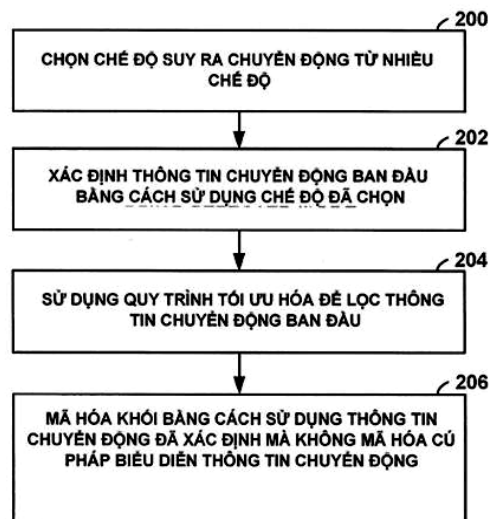 200
CHỌN CHẾ ĐỘ SUY RA CHUYỂN ĐỘNG TỪ NHIỀU
CHẾ ĐỘ
202
XÁC ĐỊNH THÔNG TIN CHUYỂN ĐỘNG BAN ĐẦU
BẰNG CÁCH SỬ DỤNG CHẾ ĐỘ ĐÃ CHỌN
204
SỬ DỤNG QUY TRÌNH TỐI ƯU HÓA ĐỂ LỌC THÔNG
TIN CHUYỂN ĐỘNG BAN ĐẦU
206
MÃ HÓA KHỐI BẰNG CÁCH SỬ DỤNG THÔNG TIN
CHUYỂN ĐỘNG ĐÃ XÁC ĐỊNH MÀ KHÔNG MÃ HÓA CÚ
PHÁP BIỂU DIỄN THÔNG TIN CHUYỂN ĐỘNG